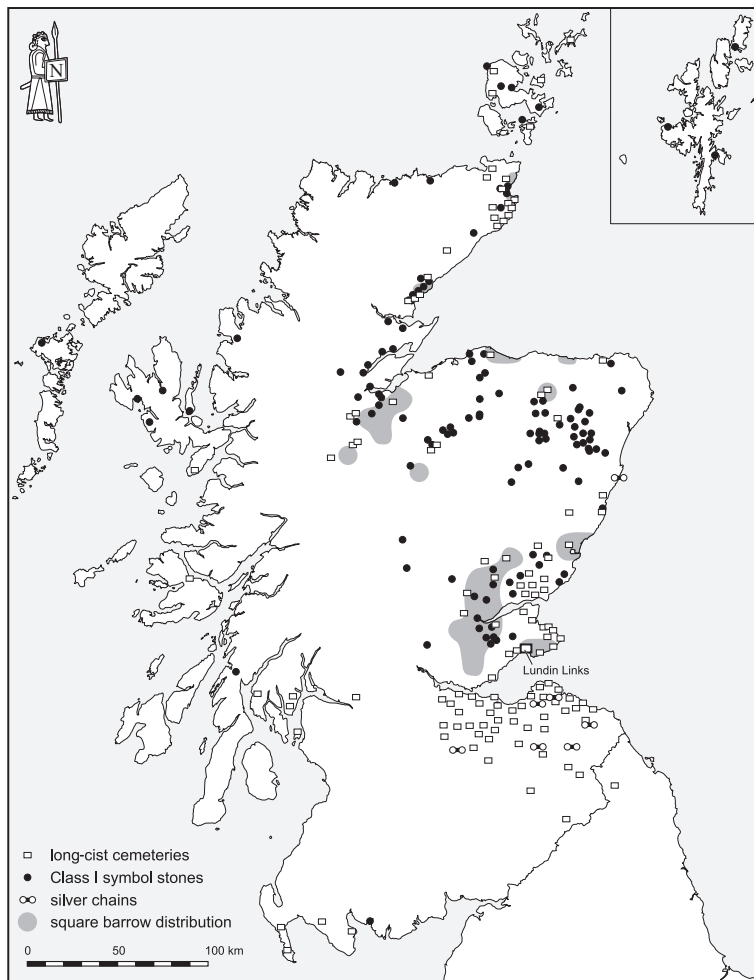 N
Lundin Links
long-cist cemeteries
Class I symbol stones
silver chains
square barrow distribution
0 50 100 km